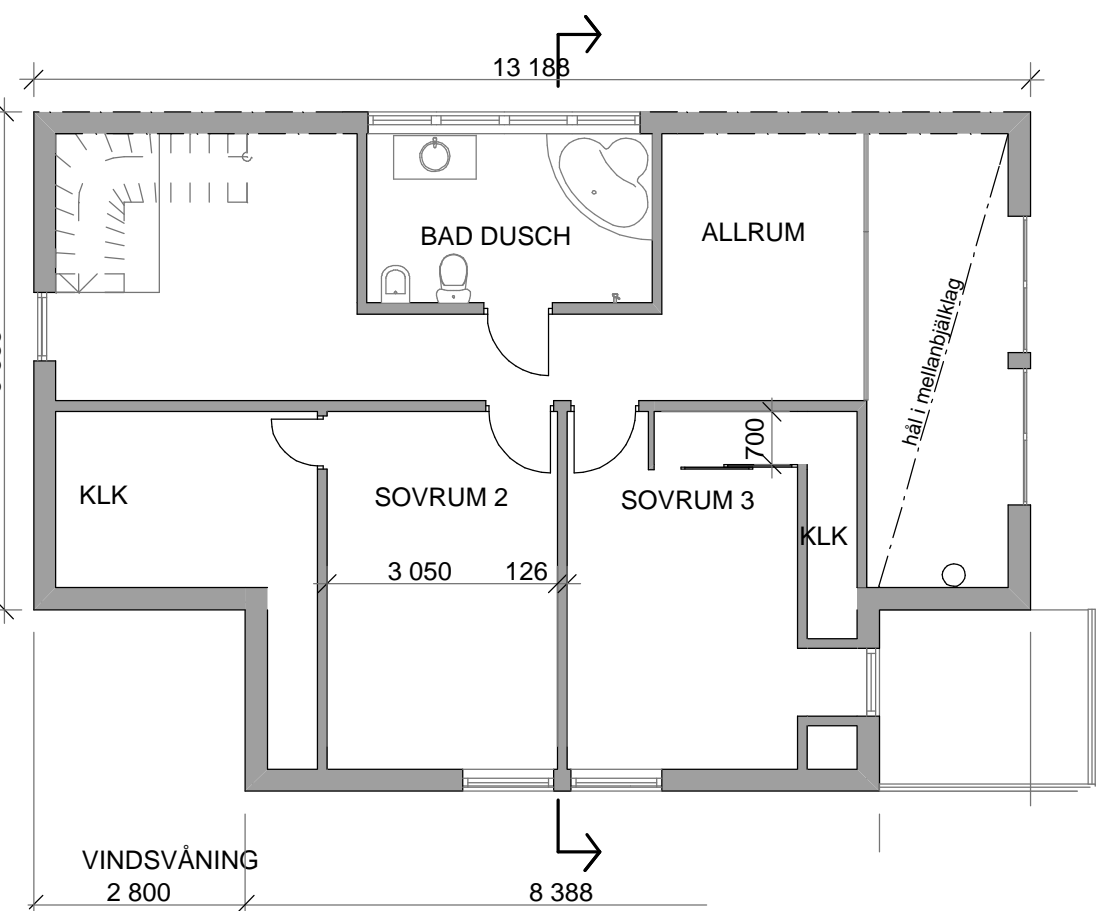 13 188
BAD DUSCH
ALLRUM
hål i mellanbjälklag
700
KLK
SOVRUM 2
SOVRUM 3
KLK
3 050
126
VINDSVÅNING
2 800
8 388